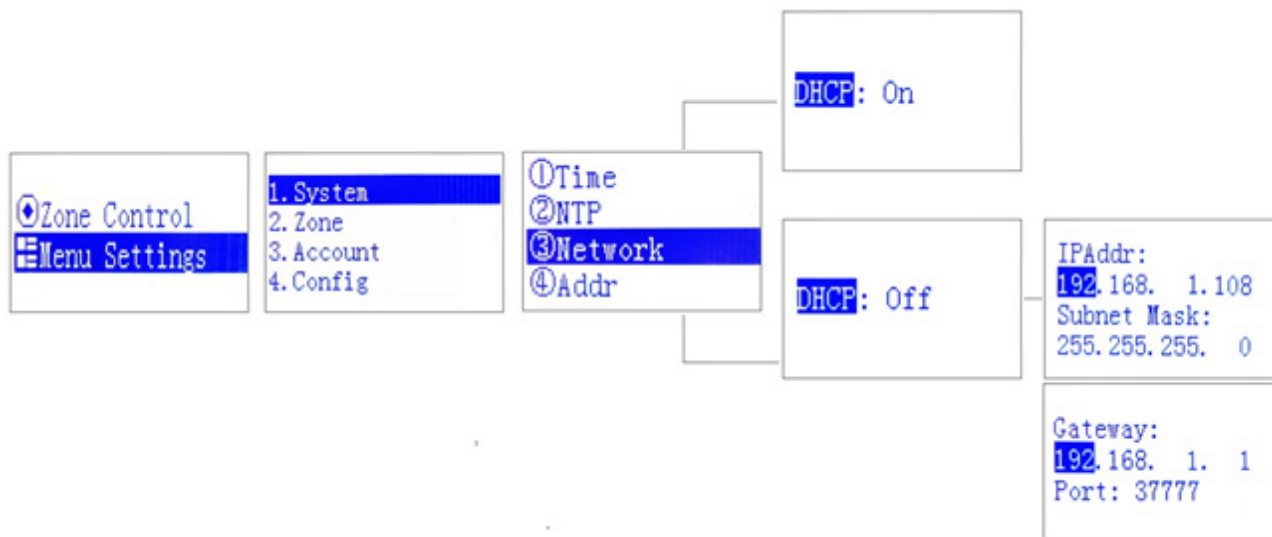 Zone Control
Menu Settings
1.System
2.Zone
3.Account
4.Config
①Time
②NTP
③Network
④Addr
DHCP: On
DHCP: Off
IPAddr:
192.168. 1.108
Subnet Mask:
255.255.255. 0
Gateway:
192.168. 1. 1
Port: 37777